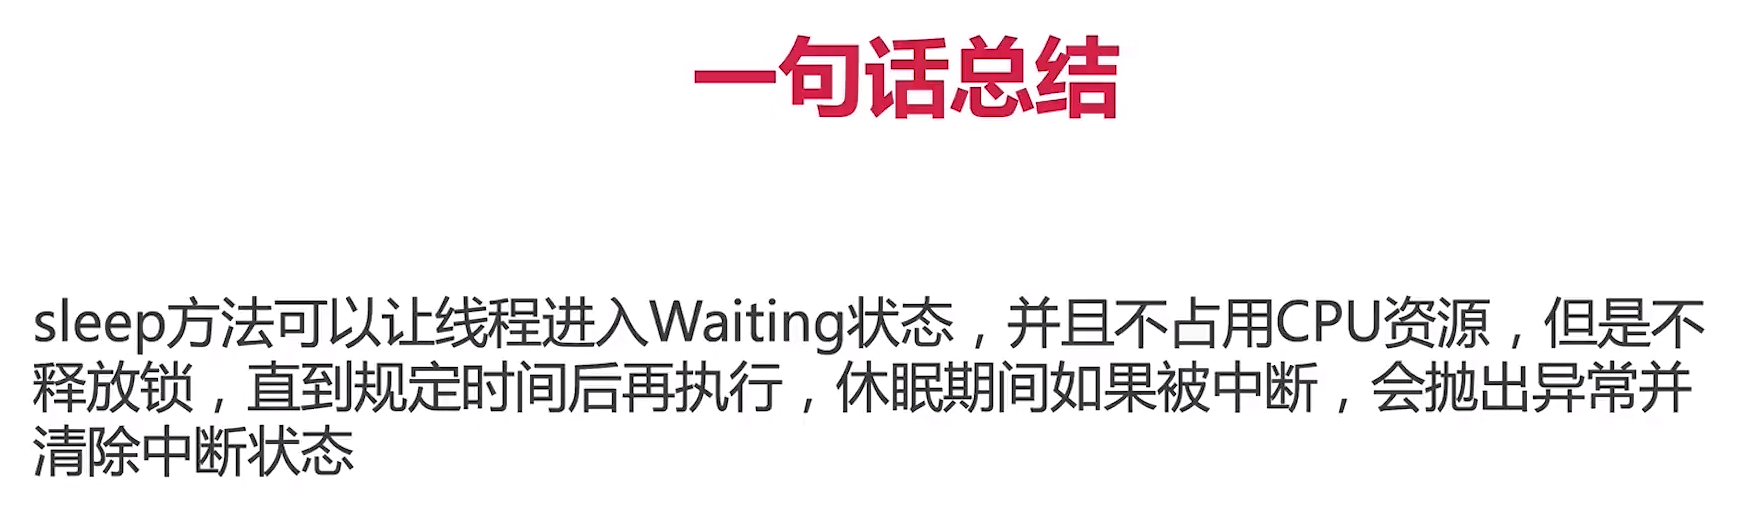 一句话总结
sleep方法可以让线程进入Waiting状态，并且不占用CPU资源，但是不
释放锁，直到规定时间后再执行，休眠期间如果被中断，会抛出异常并
清除中断状态